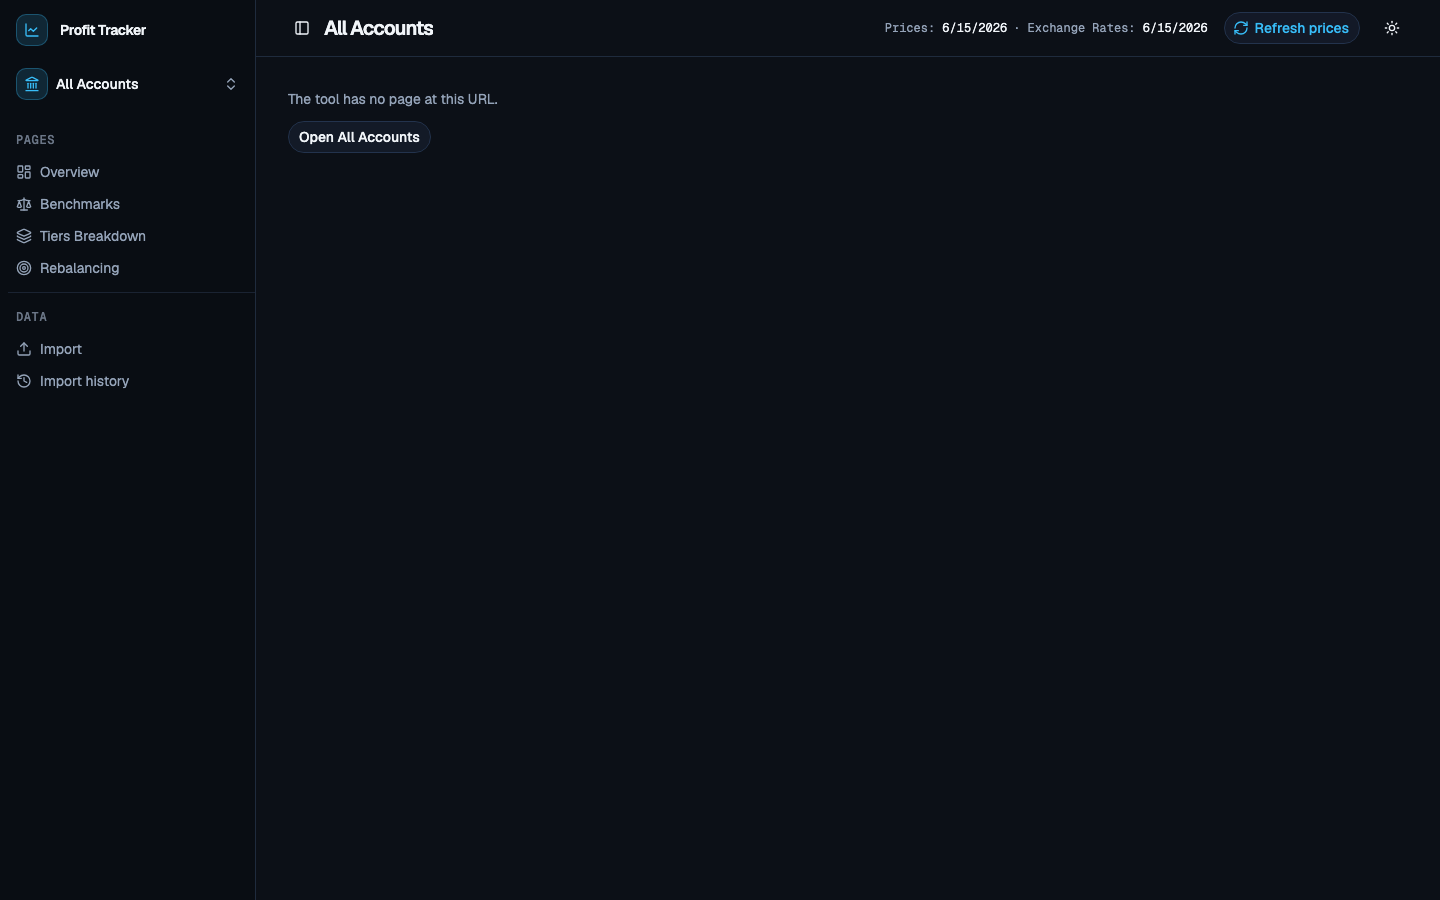 Profit Tracker
All Accounts
PAGES
Overview
Benchmarks
Tiers Breakdown
Rebalancing
DATA
Import
Import history
All Accounts
Prices: 6/15/2026 · Exchange Rates: 6/15/2026
Refresh prices
The tool has no page at this URL.
Open All Accounts